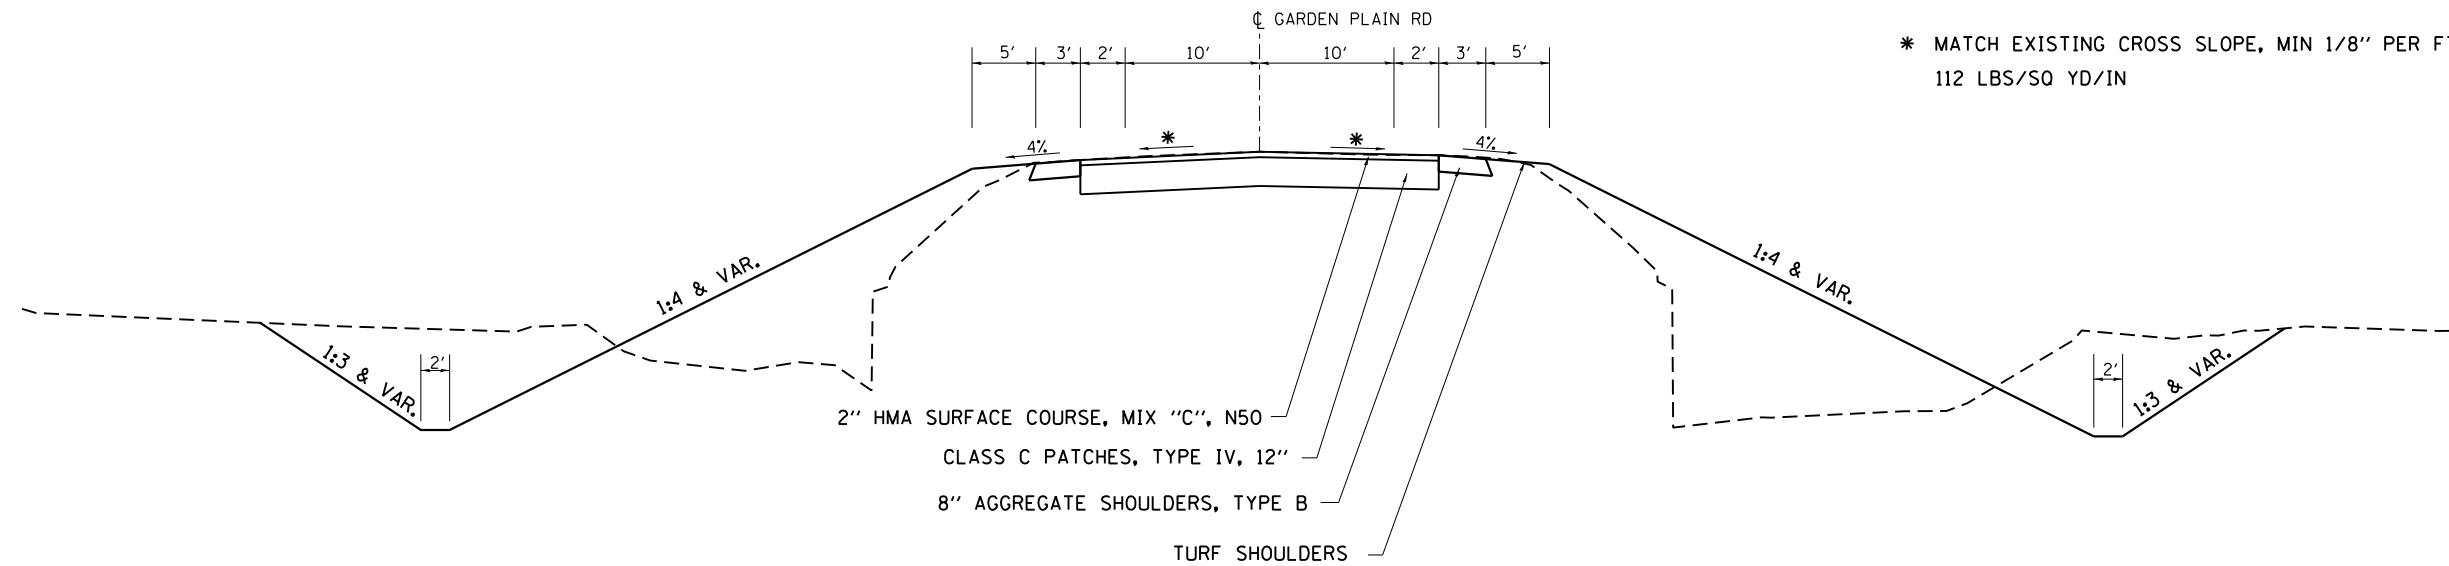 ℄ GARDEN PLAIN RD
* MATCH EXISTING CROSS SLOPE, MIN 1/8" PER FT
112 LBS/SQ YD/IN
5' 3' 2' 10' 10' 2' 3' 5'
4% * * 4%
1:4 & VAR.
1:4 & VAR.
1:3 & VAR.
2'
2'
1:3 & VAR.
2" HMA SURFACE COURSE, MIX "C", N50
CLASS C PATCHES, TYPE IV, 12"
8" AGGREGATE SHOULDERS, TYPE B
TURF SHOULDERS